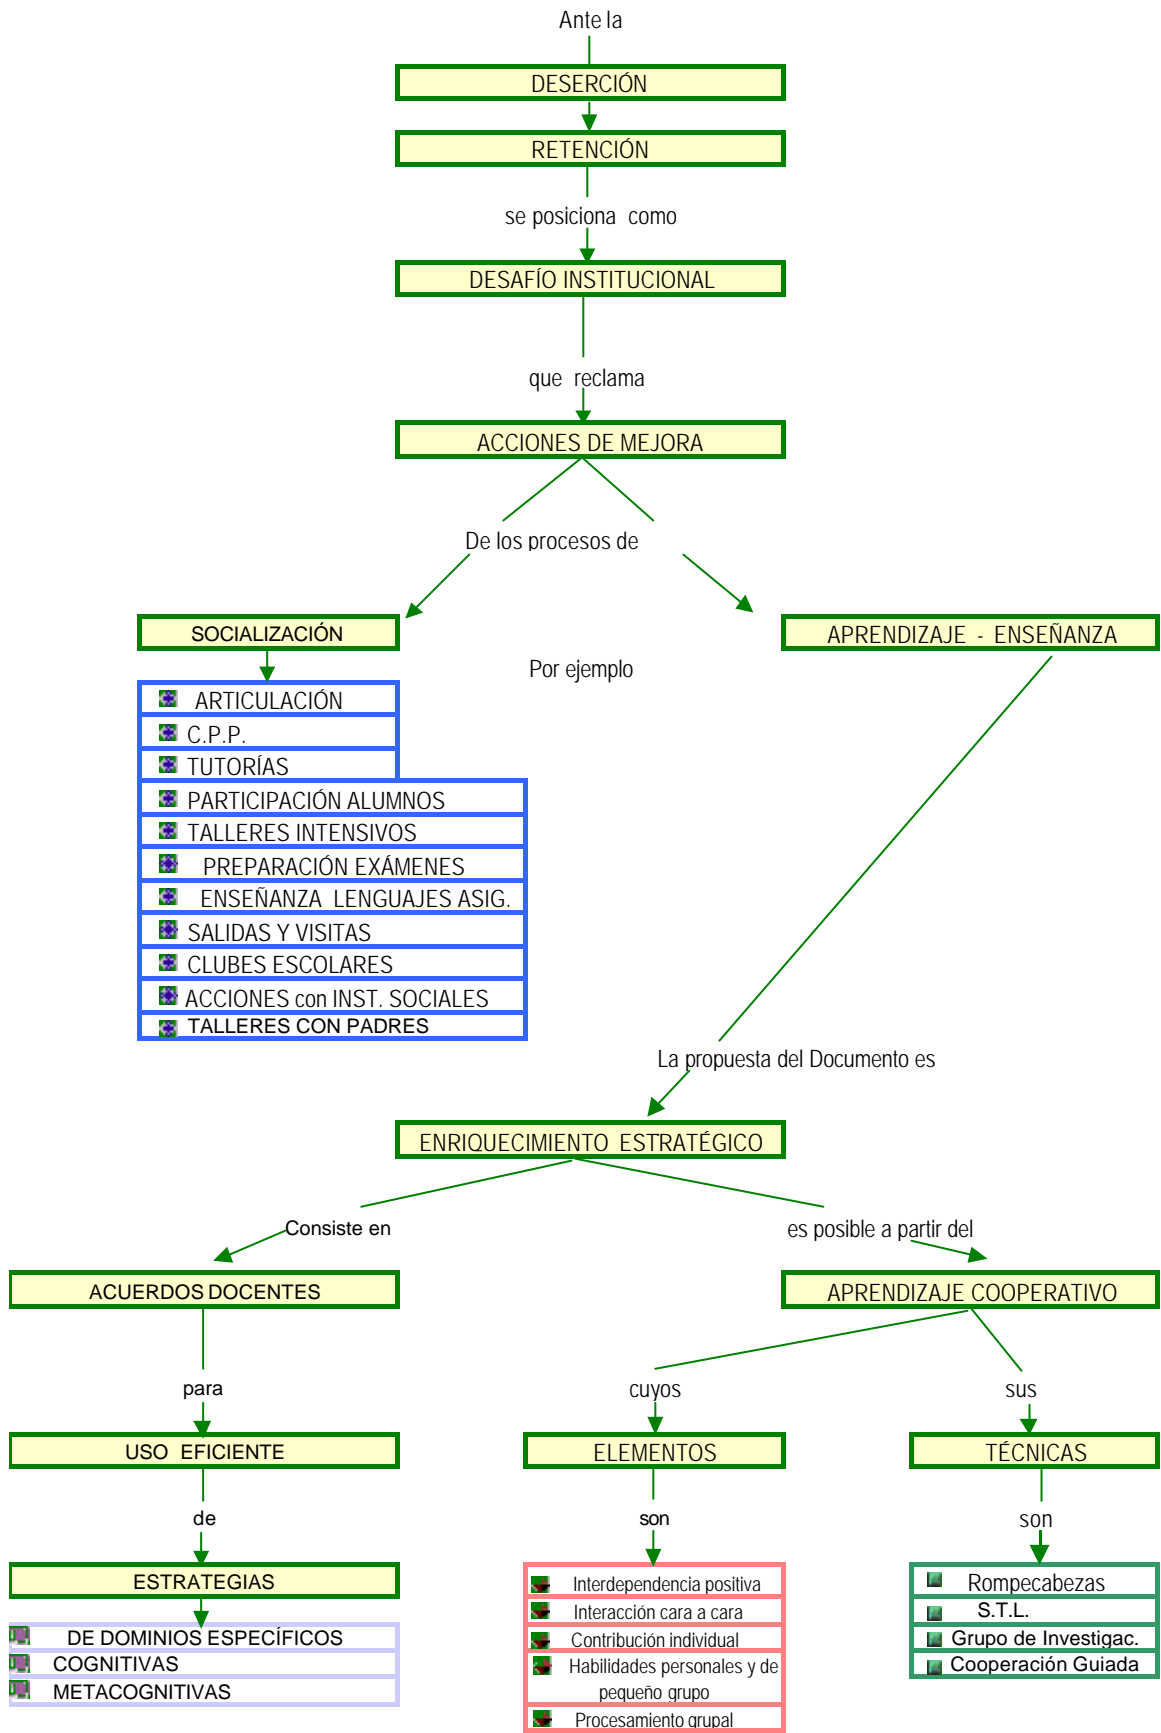 Ante la
DESERCIÓN
RETENCIÓN
se posiciona como
DESAFÍO INSTITUCIONAL
que reclama
ACCIONES DE MEJORA
De los procesos de
SOCIALIZACIÓN
APRENDIZAJE - ENSEÑANZA
Por ejemplo
ARTICULACIÓN
C.P.P.
TUTORÍAS
PARTICIPACIÓN ALUMNOS
TALLERES INTENSIVOS
PREPARACIÓN EXÁMENES
ENSEÑANZA LENGUAJES ASIG.
SALIDAS Y VISITAS
CLUBES ESCOLARES
ACCIONES con INST. SOCIALES
TALLERES CON PADRES
La propuesta del Documento es
ENRIQUECIMIENTO ESTRATÉGICO
Consiste en
es posible a partir del
ACUERDOS DOCENTES
APRENDIZAJE COOPERATIVO
para
cuyos
sus
USO EFICIENTE
ELEMENTOS
TÉCNICAS
de
son
son
ESTRATEGIAS
DE DOMINIOS ESPECÍFICOS
COGNITIVAS
METACOGNITIVAS
Interdependencia positiva
Interacción cara a cara
Contribución individual
Habilidades personales y de
pequeño grupo
Procesamiento grupal
Rompecabezas
S.T.L.
Grupo de Investigac.
Cooperación Guiada